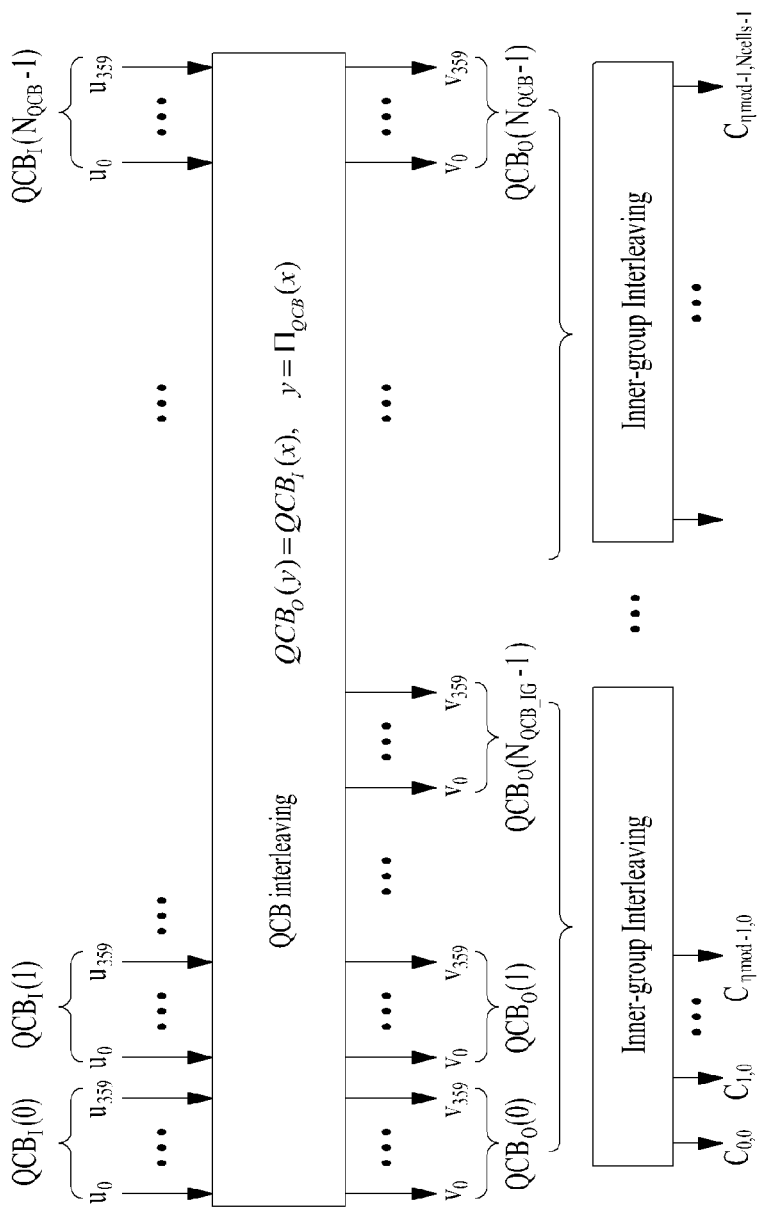 QCB_I(0) QCB_I(1) QCB_I(N_QCB-1)
u_0 ••• u_359 u_0 ••• u_359 ••• ••• u_0 ••• u_359
QCB interleaving QCB_O(y)=QCB_I(x), y=∏_QCB(x)
••• ••• ••• ••• ••• •••
v_0 v_359 v_0 v_359 v_0 v_359 v_0 v_359
QCB_O(0) QCB_O(1) QCB_O(N_QCB_IG-1) QCB_O(N_QCB-1)
Inner-group Interleaving ••• Inner-group Interleaving
••• •••
C_0,0 C_1,0 C_ηmod-1,0 C_ηmod-1,Ncells-1